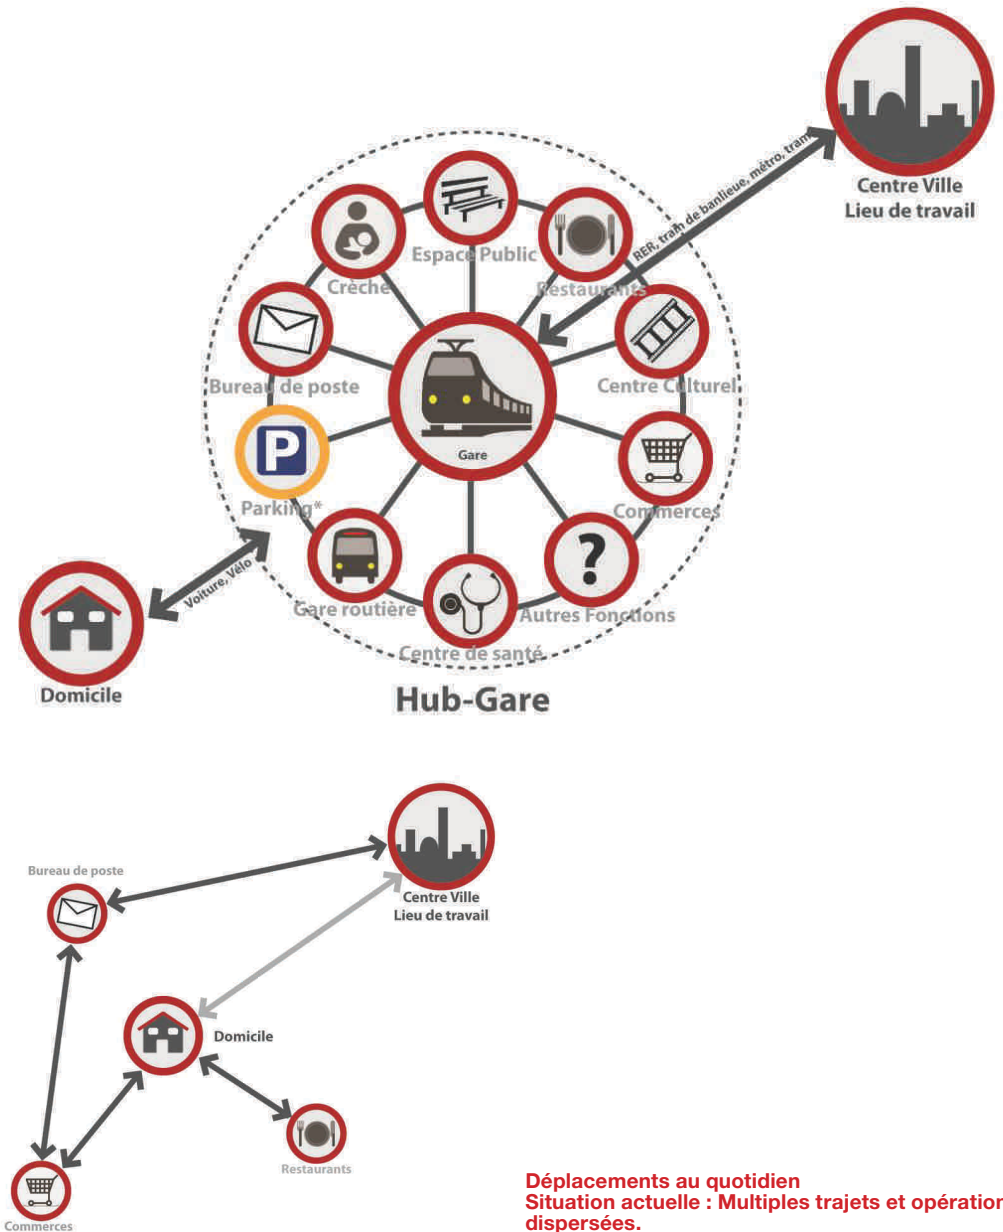 Centre Ville
Lieu de travail
RER, train de banlieue, métro, tram
Espace Public
Restaurants
Crèche
Bureau de poste
Centre Culturel
P
Gare
Parking*
Commerces
?
Voiture, Vélo
Gare routière
Autres Fonctions
Centre de santé
Domicile
Hub-Gare
Bureau de poste
Centre Ville
Lieu de travail
Domicile
Restaurants
Commerces
Déplacements au quotidien
Situation actuelle : Multiples trajets et opération
dispersées.